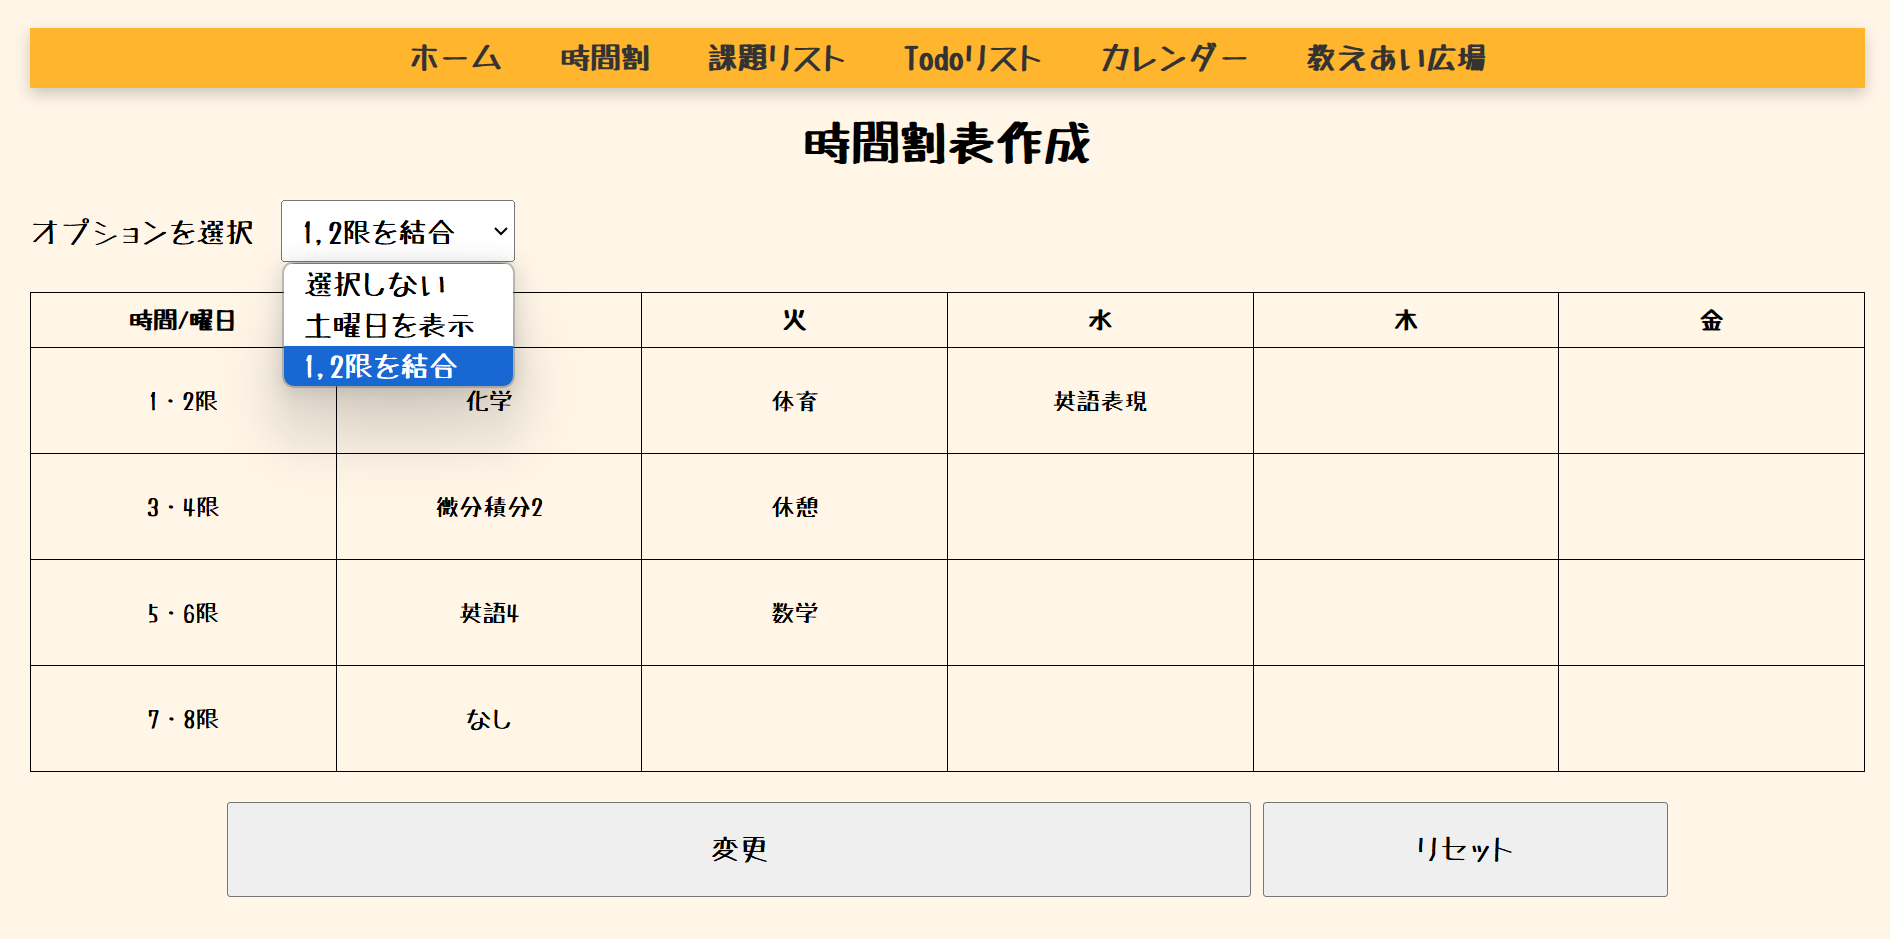 ホーム 時間割 課題リスト Todoリスト カレンダー 教えあい広場
時間割表作成
オプションを選択 1,2限を結合
選択しない
土曜日を表示
1,2限を結合
時間/曜日 火 水 木 金
1・2限 化学 体育 英語表現
3・4限 微分積分2 休憩
5・6限 英語4 数学
7・8限 なし
変更 リセット